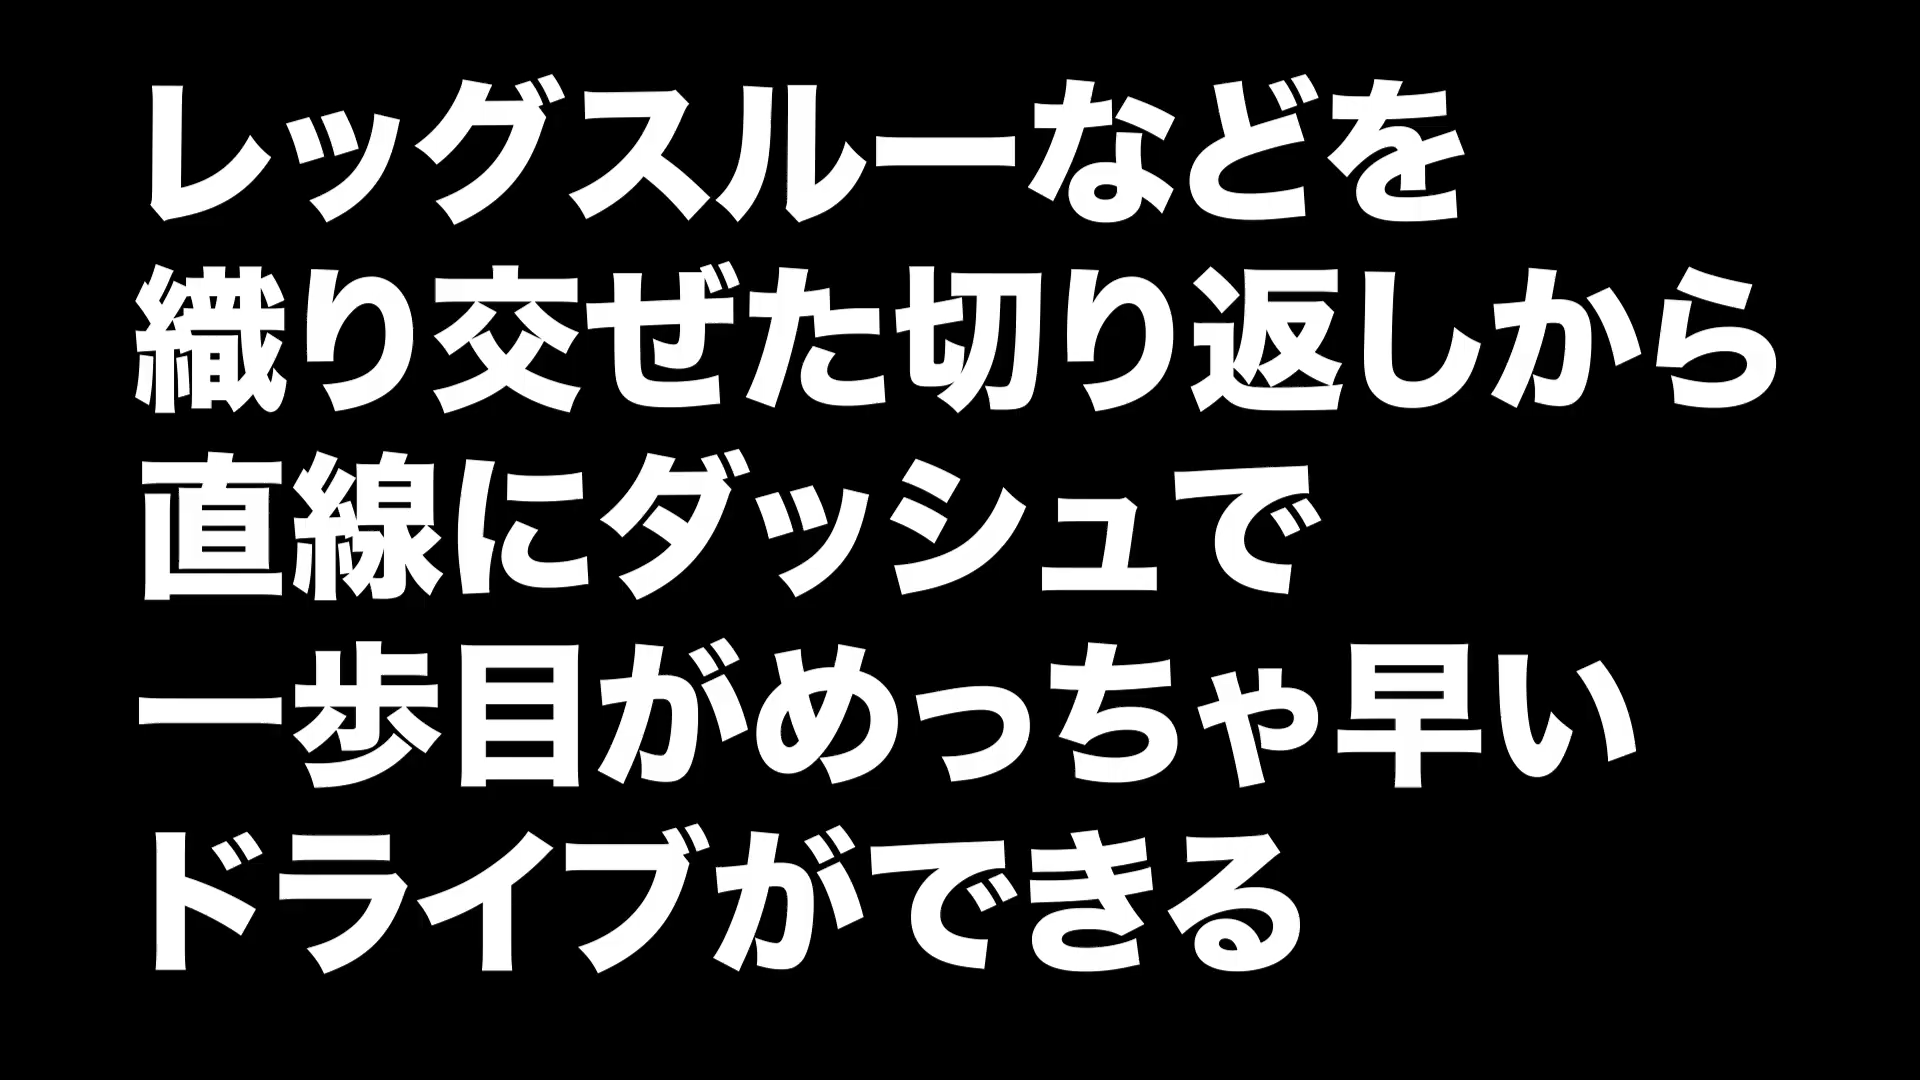 レッグスルーなどを
織り交ぜた切り返しから
直線にダッシュで
一歩目がめっちゃ早い
ドライブができる